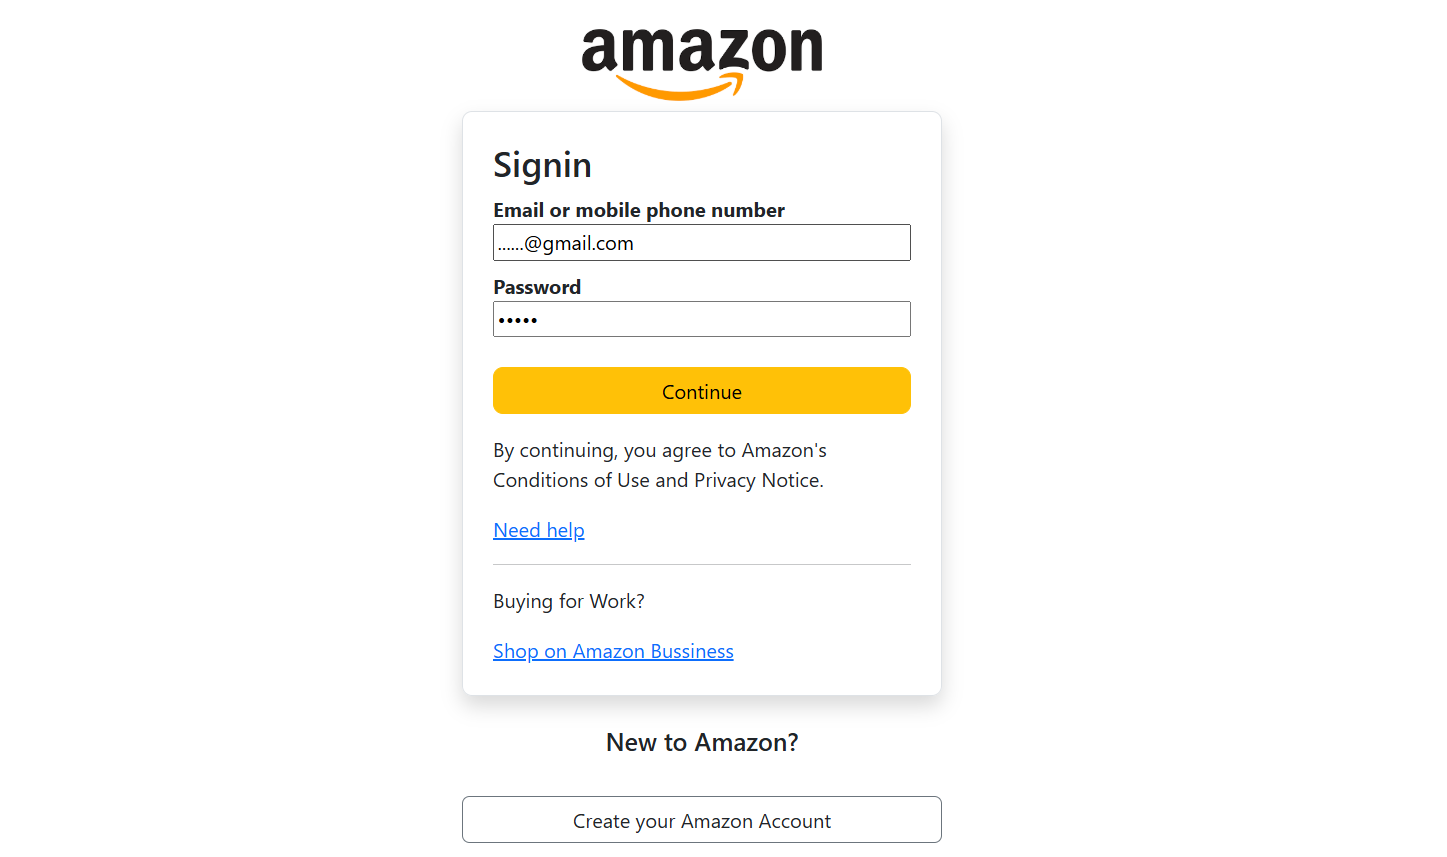 amazon
Signin
Email or mobile phone number
......@gmail.com
Password
•••••
Continue
By continuing, you agree to Amazon's
Conditions of Use and Privacy Notice.
Need help
Buying for Work?
Shop on Amazon Bussiness
New to Amazon?
Create your Amazon Account